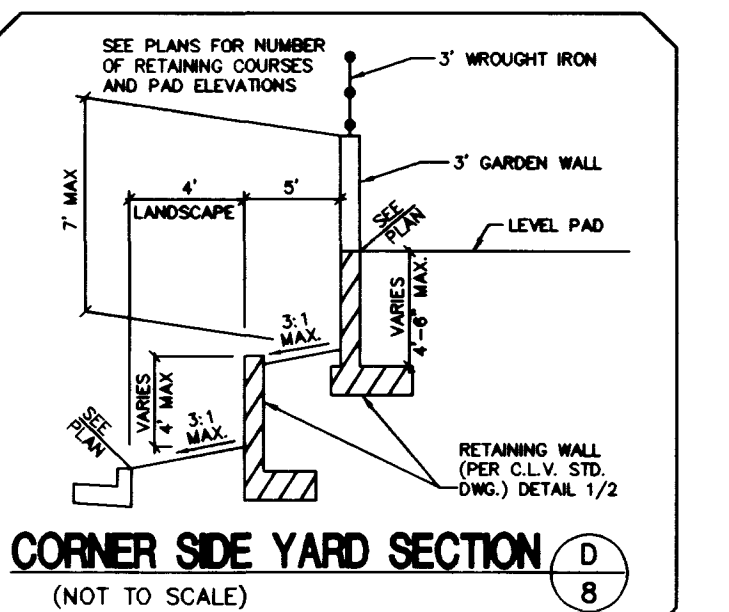 SEE PLANS FOR NUMBER
OF RETAINING COURSES
AND PAD ELEVATIONS
3' WROUGHT IRON
3' GARDEN WALL
7' MAX
4'
5'
LANDSCAPE
SEE
PLAN
LEVEL PAD
VARIES
4'-6" MAX.
3:1
MAX.
VARIES
4' MAX
3:1
MAX.
SEE
PLAN
RETAINING WALL
(PER C.L.V. STD.
DWG.) DETAIL 1/2
CORNER SIDE YARD SECTION
D
8
(NOT TO SCALE)